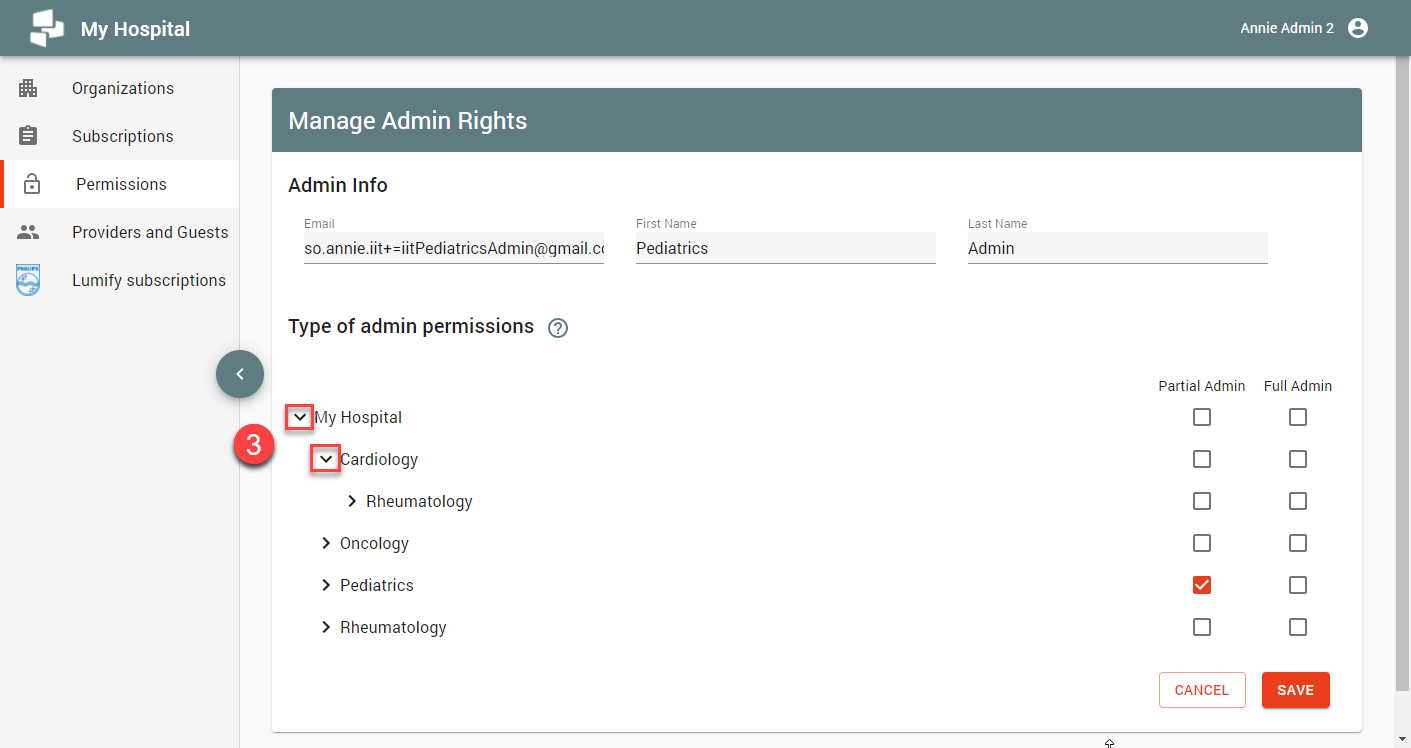 My Hospital
Annie Admin 2
Organizations
Subscriptions
Permissions
Providers and Guests
PHILIPS
Lumify subscriptions
Manage Admin Rights
Admin Info
Email First Name Last Name
so.annie.iit+=iitPediatricsAdmin@gmail.co Pediatrics Admin
Type of admin permissions ?
Partial Admin Full Admin
My Hospital
3
Cardiology
Rheumatology
Oncology
Pediatrics
Rheumatology
CANCEL SAVE